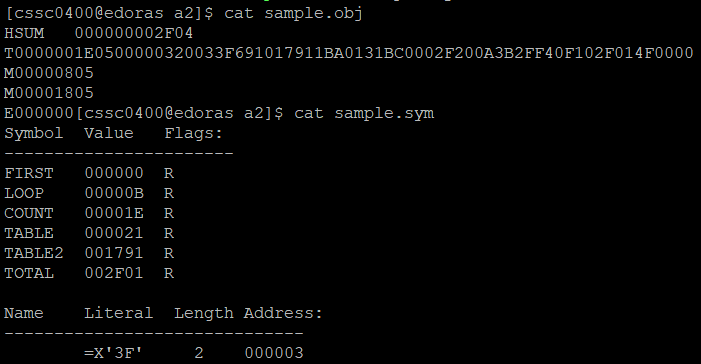 [cssc0400@edoras a2]$ cat sample.obj
HSUM   000000002F04
T0000001E0500000320033F691017911BA0131BC0002F200A3B2FF40F102F014F0000
M00000805
M00001805
E000000[cssc0400@edoras a2]$ cat sample.sym
Symbol  Value   Flags:
-----------------------
FIRST   000000  R
LOOP    00000B  R
COUNT   00001E  R
TABLE   000021  R
TABLE2  001791  R
TOTAL   002F01  R
Name    Literal  Length Address:
------------------------------
=X'3F'     2    000003